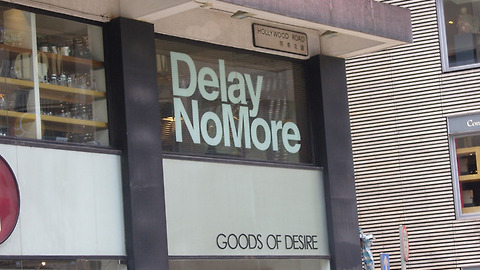 HOLLYWOOD ROAD
荷李活道
Delay
NoMore
GOODS OF DESIRE